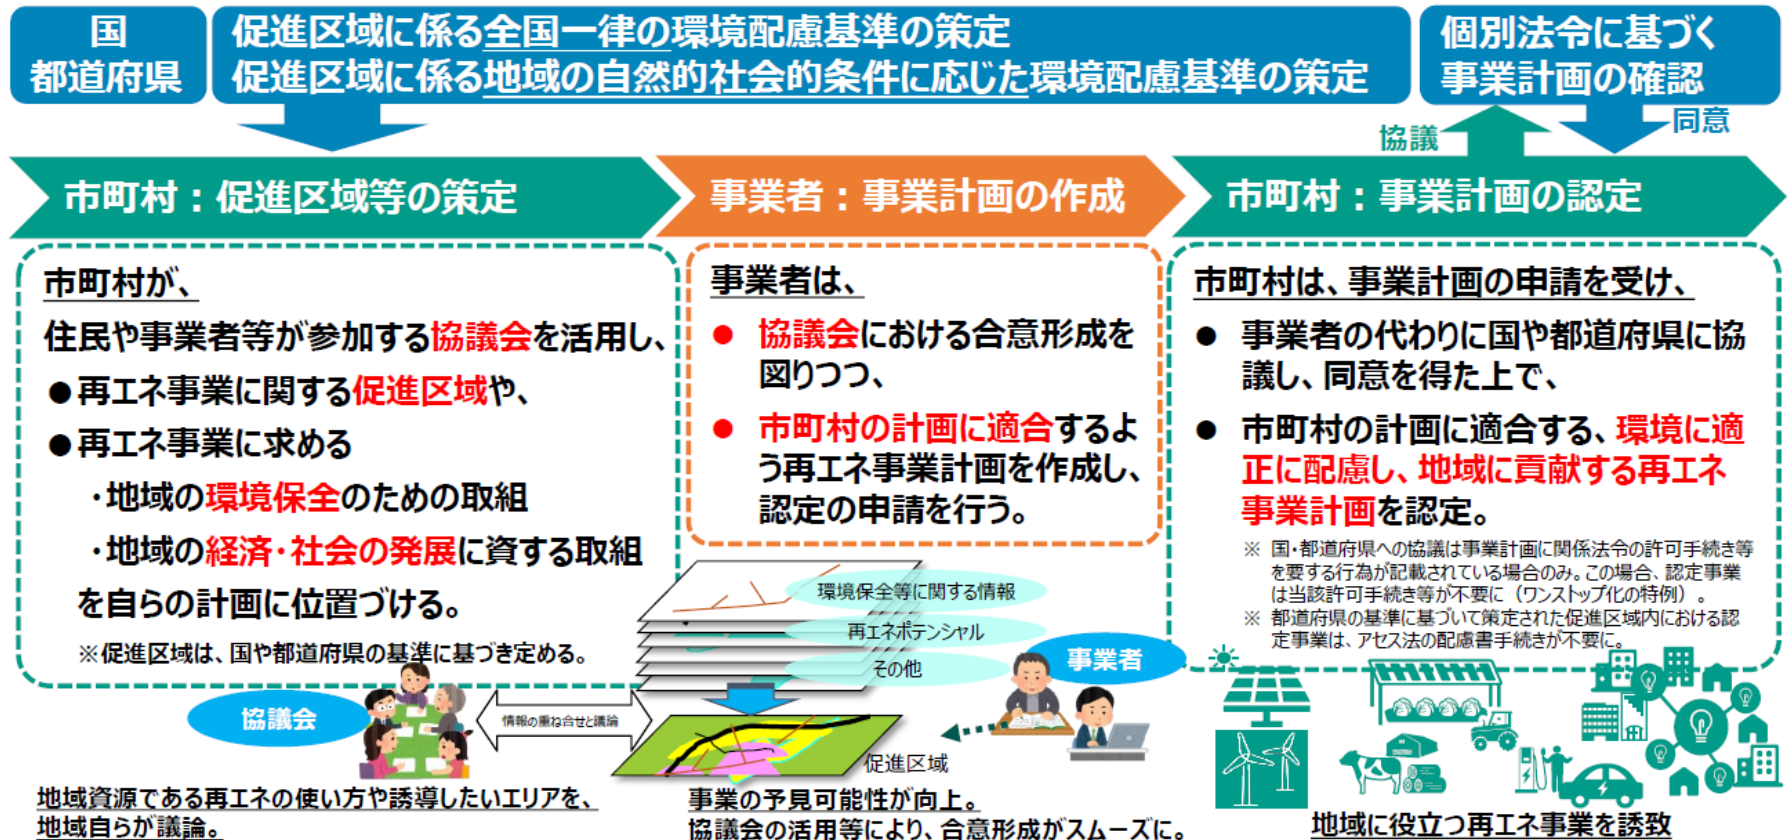 国
都道府県
促進区域に係る全国一律の環境配慮基準の策定
促進区域に係る地域の自然的社会的条件に応じた環境配慮基準の策定
個別法令に基づく
事業計画の確認
協議
同意
市町村：促進区域等の策定
事業者：事業計画の作成
市町村：事業計画の認定
市町村が、
住民や事業者等が参加する協議会を活用し、
●再エネ事業に関する促進区域や、
●再エネ事業に求める
・地域の環境保全のための取組
・地域の経済・社会の発展に資する取組
を自らの計画に位置づける。
※促進区域は、国や都道府県の基準に基づき定める。
事業者は、
● 協議会における合意形成を
図りつつ、
● 市町村の計画に適合するよ
う再エネ事業計画を作成し、
認定の申請を行う。
市町村は、事業計画の申請を受け、
● 事業者の代わりに国や都道府県に協
議し、同意を得た上で、
● 市町村の計画に適合する、環境に適
正に配慮し、地域に貢献する再エネ
事業計画を認定。
※ 国・都道府県への協議は事業計画に関係法令の許可手続き等
を要する行為が記載されている場合のみ。この場合、認定事業
は当該許可手続き等が不要に（ワンストップ化の特例）。
※ 都道府県の基準に基づいて策定された促進区域内における認
定事業は、アセス法の配慮書手続きが不要に。
環境保全等に関する情報
再エネポテンシャル
その他
事業者
協議会
情報の重ね合せと議論
促進区域
地域資源である再エネの使い方や誘導したいエリアを、
地域自らが議論。
事業の予見可能性が向上。
協議会の活用等により、合意形成がスムーズに。
地域に役立つ再エネ事業を誘致